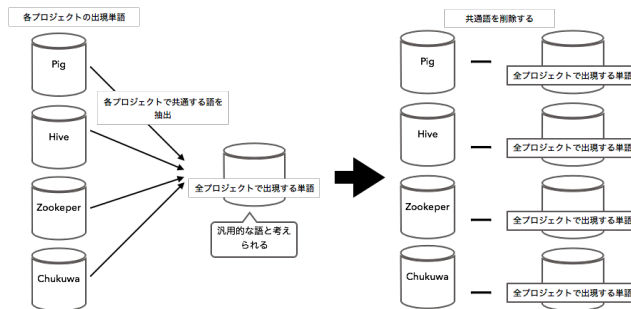 各プロジェクトの出現単語
Pig
各プロジェクトで共通する語を
抽出
Hive
全プロジェクトで出現する単語
Zookeper
汎用的な語と考え
られる
Chukuwa
共通語を削除する
Pig
全プロジェクトで出現する単語
Hive
全プロジェクトで出現する単語
Zookeper
全プロジェクトで出現する単語
Chukuwa
全プロジェクトで出現する単語